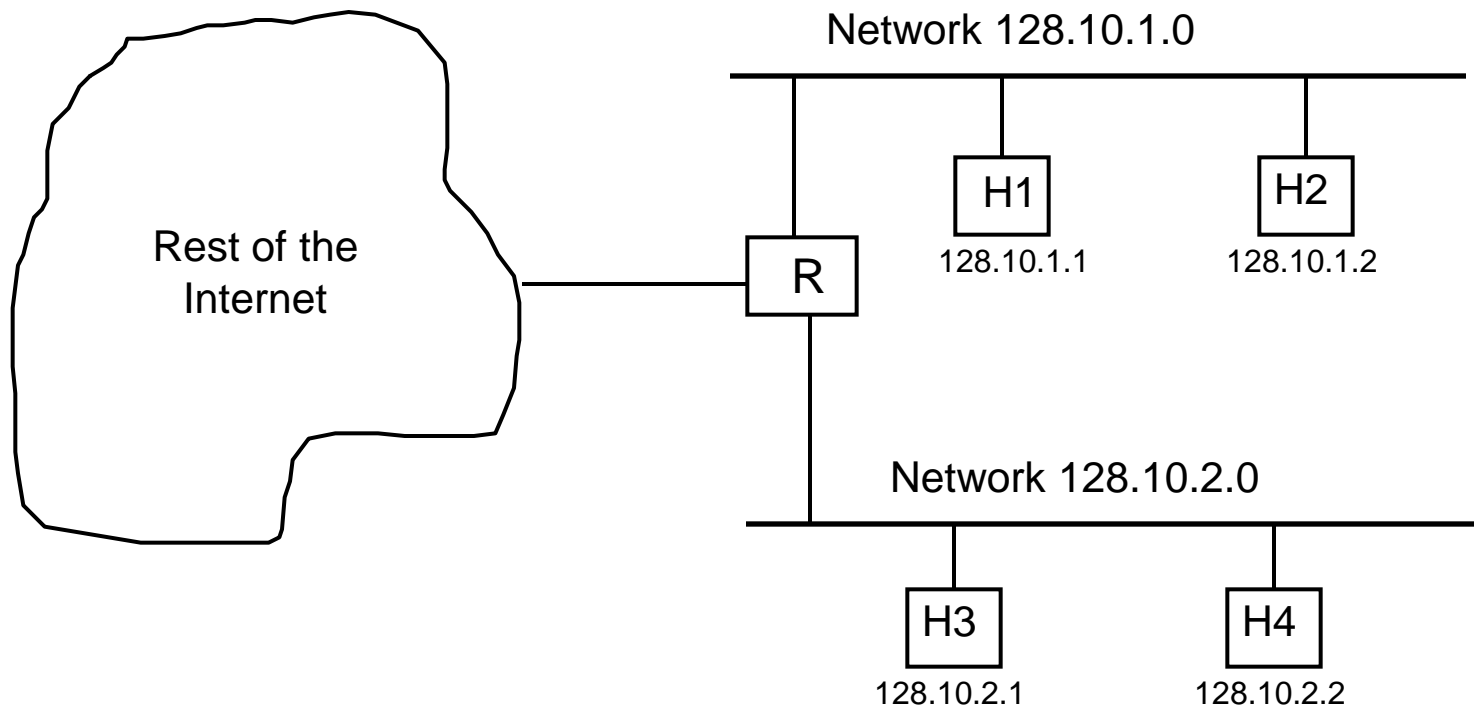 Network 128.10.1.0
H1
H2
128.10.1.1
128.10.1.2
Rest of the
Internet
R
Network 128.10.2.0
H3
H4
128.10.2.1
128.10.2.2